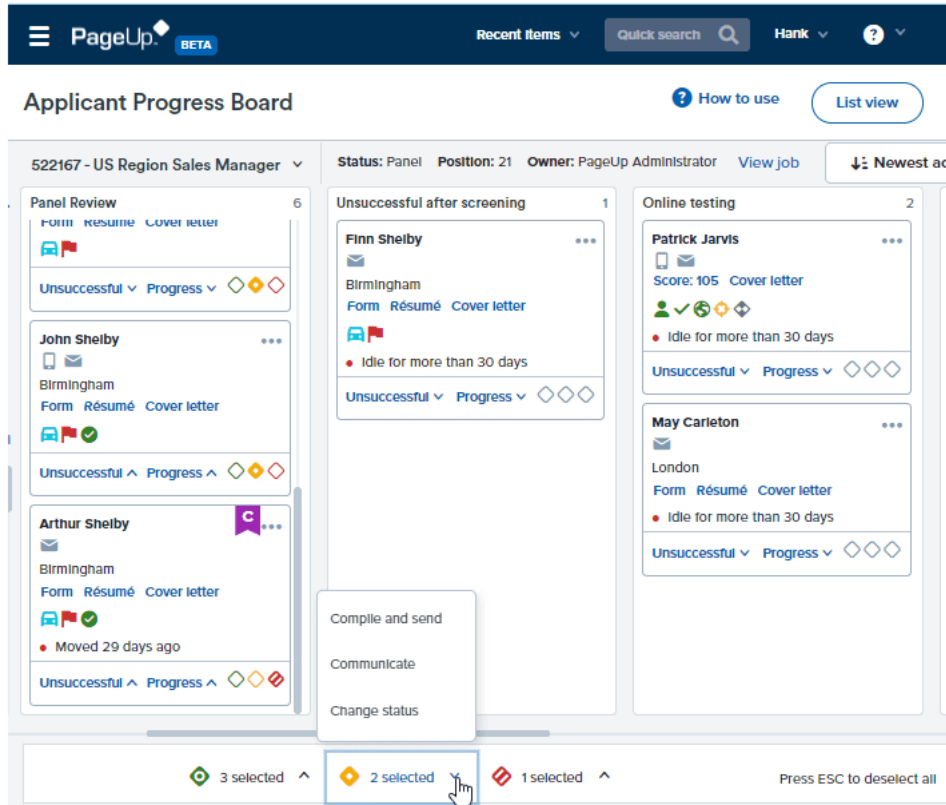 PageUp. BETA Recent Items Quick search Hank ?
Applicant Progress Board ? How to use List view
522167 - US Region Sales Manager Status: Panel Position: 21 Owner: PageUp Administrator View job Newest ac
Panel Review 6
Form Résumé Cover letter
Unsuccessful Progress
John Shelby
Birmingham
Form Résumé Cover letter
Unsuccessful Progress
Arthur Shelby C
Birmingham
Form Résumé Cover letter
Moved 29 days ago
Unsuccessful Progress
Unsuccessful after screening 1
Finn Shelby
Birmingham
Form Résumé Cover letter
Idle for more than 30 days
Unsuccessful Progress
Online testing 2
Patrick Jarvis
Score: 105 Cover letter
Idle for more than 30 days
Unsuccessful Progress
May Carleton
London
Form Résumé Cover letter
Idle for more than 30 days
Unsuccessful Progress
Compile and send
Communicate
Change status
3 selected 2 selected 1 selected Press ESC to deselect all